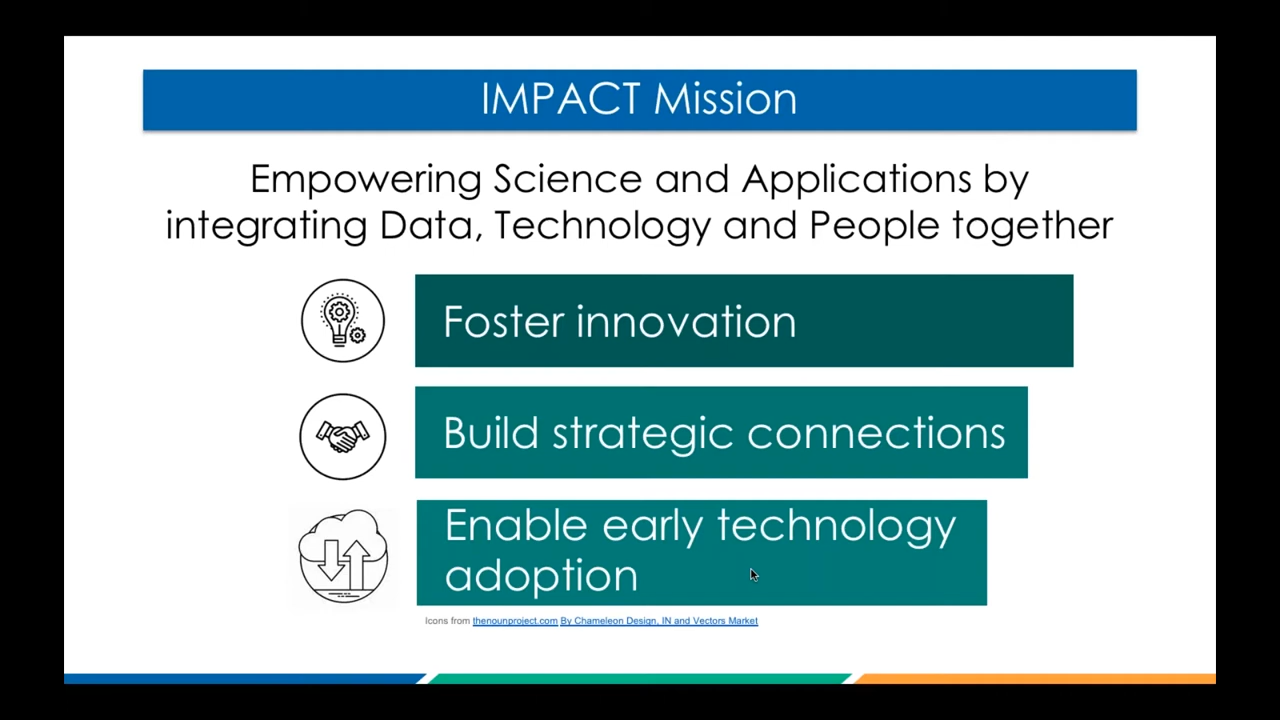 IMPACT Mission
Empowering Science and Applications by
integrating Data, Technology and People together
Foster innovation
Build strategic connections
Enable early technology
adoption
Icons from thenounproject.com By Chameleon Design, IN and Vectors Market